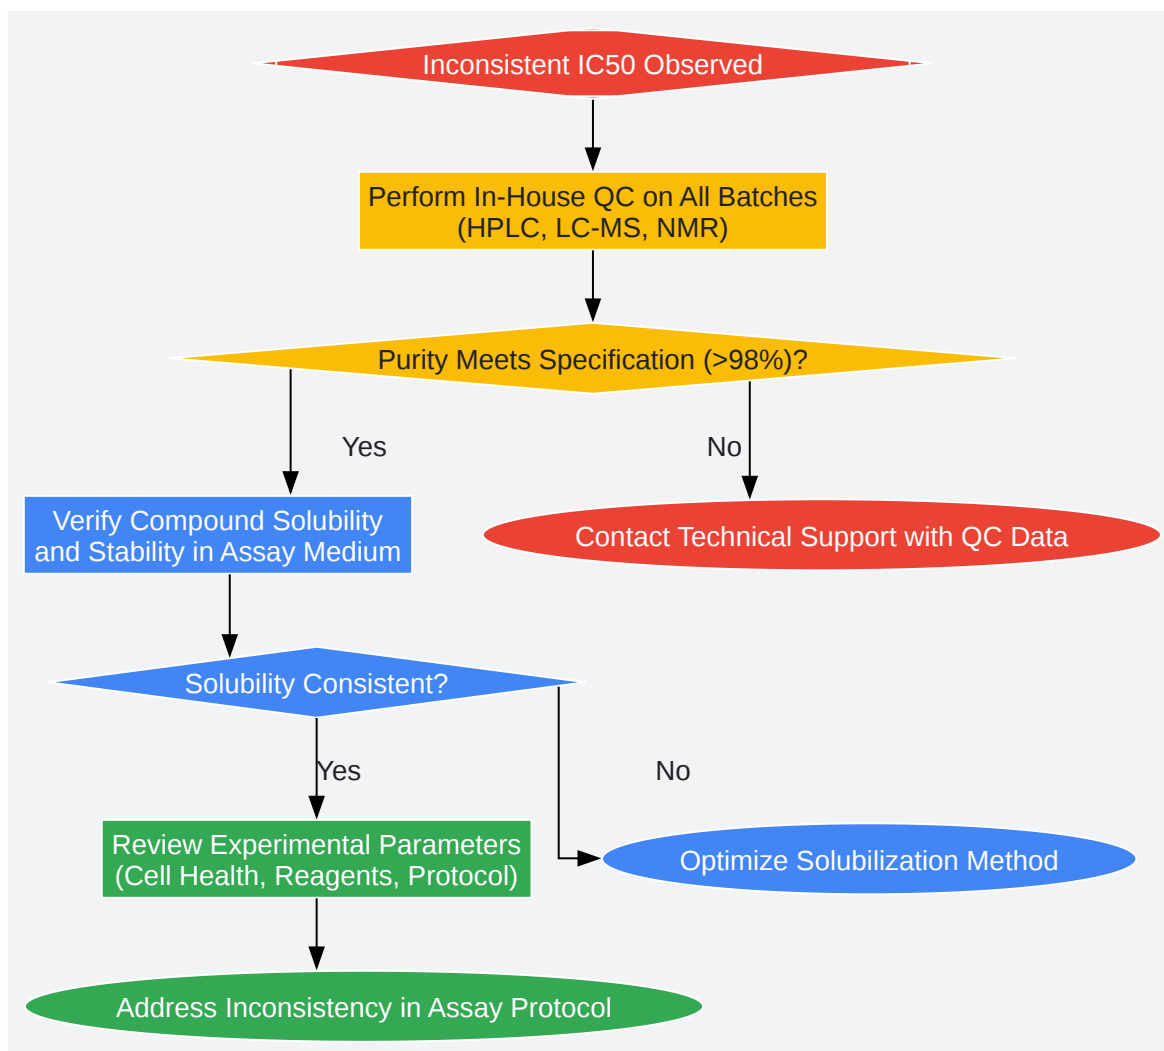 Inconsistent IC50 Observed
Perform In-House QC on All Batches
(HPLC, LC-MS, NMR)
Purity Meets Specification (>98%)?
Yes
No
Verify Compound Solubility
and Stability in Assay Medium
Contact Technical Support with QC Data
Solubility Consistent?
Yes
No
Review Experimental Parameters
(Cell Health, Reagents, Protocol)
Optimize Solubilization Method
Address Inconsistency in Assay Protocol